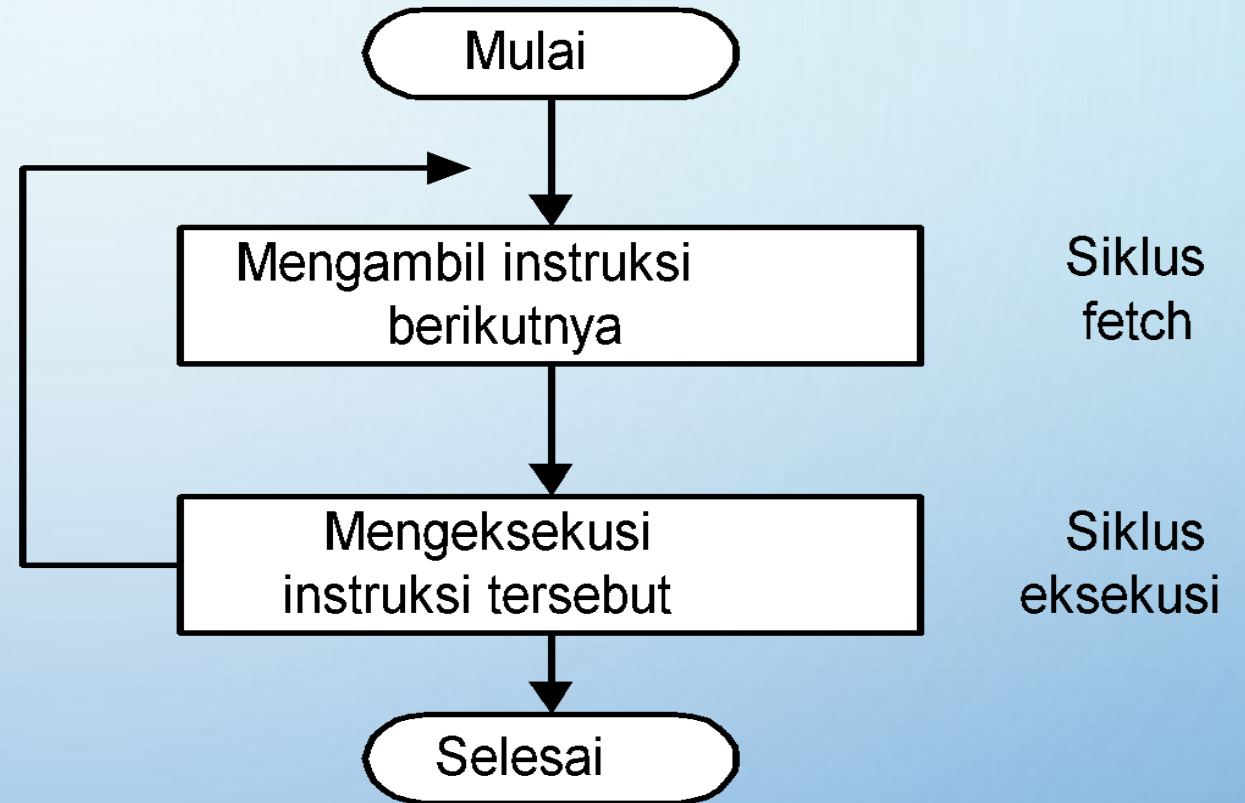 Mulai
Mengambil instruksi
berikutnya
Siklus
fetch
Mengeksekusi
instruksi tersebut
Siklus
eksekusi
Selesai